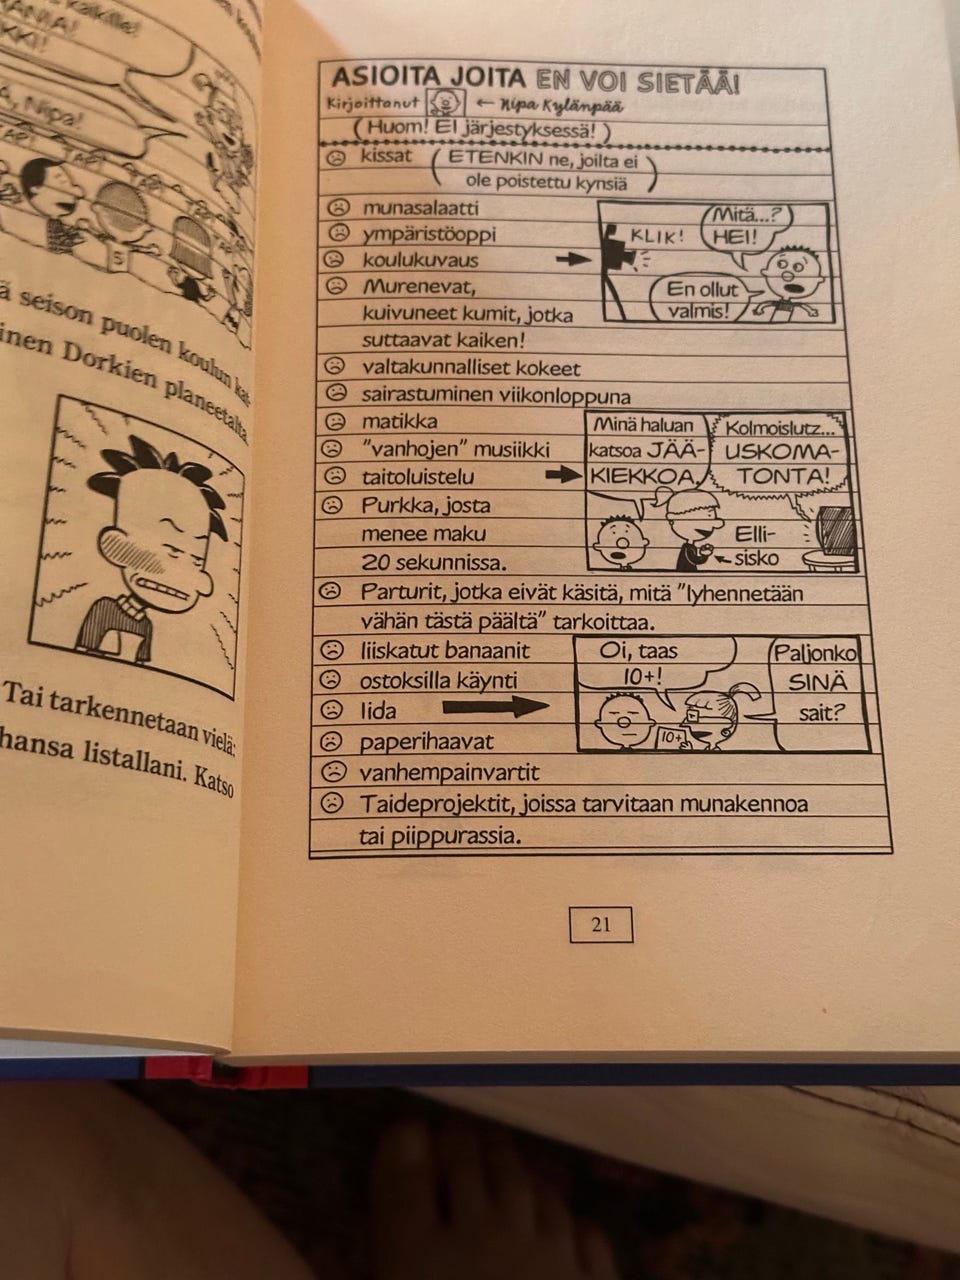 kaikille!
Nipa!
TAP!
TAP!
TAP!
S
ä seison puolen koulun
inen Dorkien planeetalta
Tai tarkennetaan vielä:
hansa listallani. Katso
ASIOITA JOITA EN VOI SIETÄÄ!
Kirjoittanut ← Nipa Kylänpää
(Huom! EI järjestyksessä!)
kissat (ETENKIN ne, joilta ei
ole poistettu kynsiä)
munasalaatti
ympäristöoppi
koulukuvaus
Murenevat,
kuivuneet kumit, jotka
suttaavat kaiken!
KLIK!
Mitä...?
HEI!
En ollut
valmis!
valtakunnalliset kokeet
sairastuminen viikonloppuna
matikka
"vanhojen" musiikki
taitoluistelu
Purkka, josta
menee maku
20 sekunnissa.
Minä haluan
katsoa JÄÄ-
KIEKKOA.
Kolmoislutz...
USKOMA-
TONTA!
Elli-
sisko
Parturit, jotka eivät käsitä, mitä "lyhennetään
vähän tästä päältä" tarkoittaa.
liiskatut banaanit
ostoksilla käynti
Iida
paperihaavat
Oi, taas
10+!
10+
Paljonko
SINÄ
sait?
vanhempainvartit
Taideprojektit, joissa tarvitaan munakennoa
tai piippurassia.
21